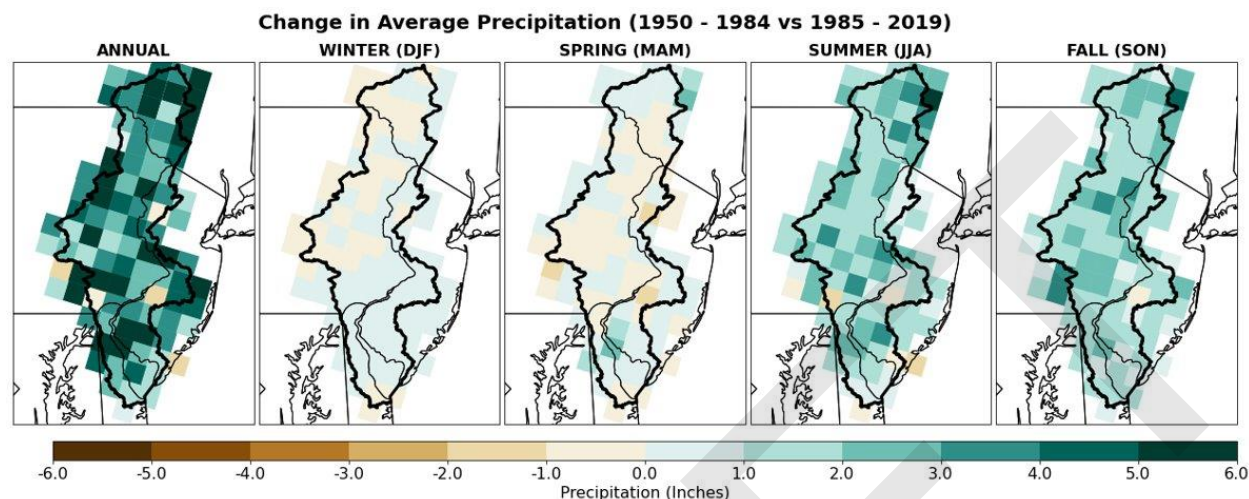 Change in Average Precipitation (1950 - 1984 vs 1985 - 2019)
ANNUAL
WINTER (DJF)
SPRING (MAM)
SUMMER (JJA)
FALL (SON)
-6.0 -5.0 -4.0 -3.0 -2.0 -1.0 0.0 1.0 2.0 3.0 4.0 5.0 6.0
Precipitation (Inches)